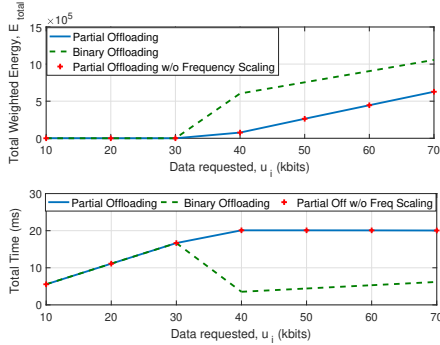 ×10⁵
Total Weighted Energy, E_total
15
10
5
0
Partial Offloading
Binary Offloading
Partial Offloading w/o Frequency Scaling
10 20 30 40 50 60 70
Data requested, u_i (kbits)
Total Time (ms)
30
20
10
0
Partial Offloading Binary Offloading Partial Off w/o Freq Scaling
10 20 30 40 50 60 70
Data requested, u_i (kbits)